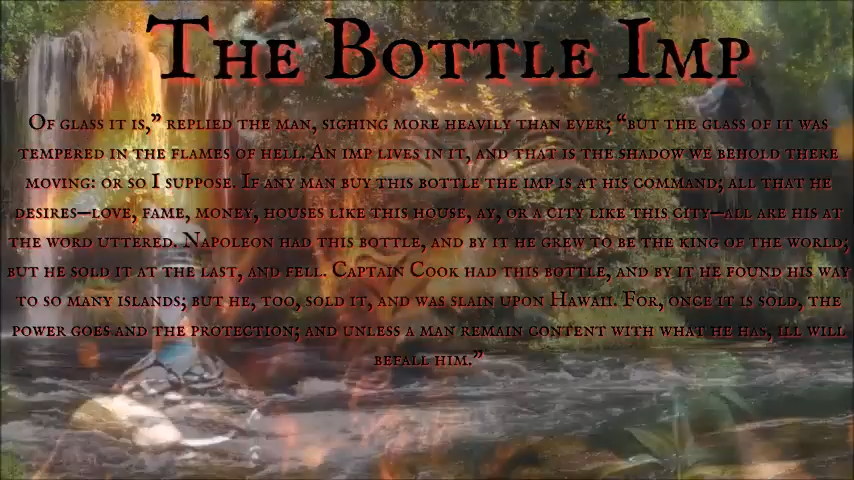 The Bottle Imp
Of glass it is,” replied the man, sighing more heavily than ever; “but the glass of it was
tempered in the flames of hell. An imp lives in it, and that is the shadow we behold there
moving: or so I suppose. If any man buy this bottle the imp is at his command; all that he
desires—love, fame, money, houses like this house, ay, or a city like this city—all are his at
the word uttered. Napoleon had this bottle, and by it he grew to be the king of the world;
but he sold it at the last, and fell. Captain Cook had this bottle, and by it he found his way
to so many islands; but he, too, sold it, and was slain upon Hawaii. For, once it is sold, the
power goes and the protection; and unless a man remain content with what he has, ill will
befall him.”